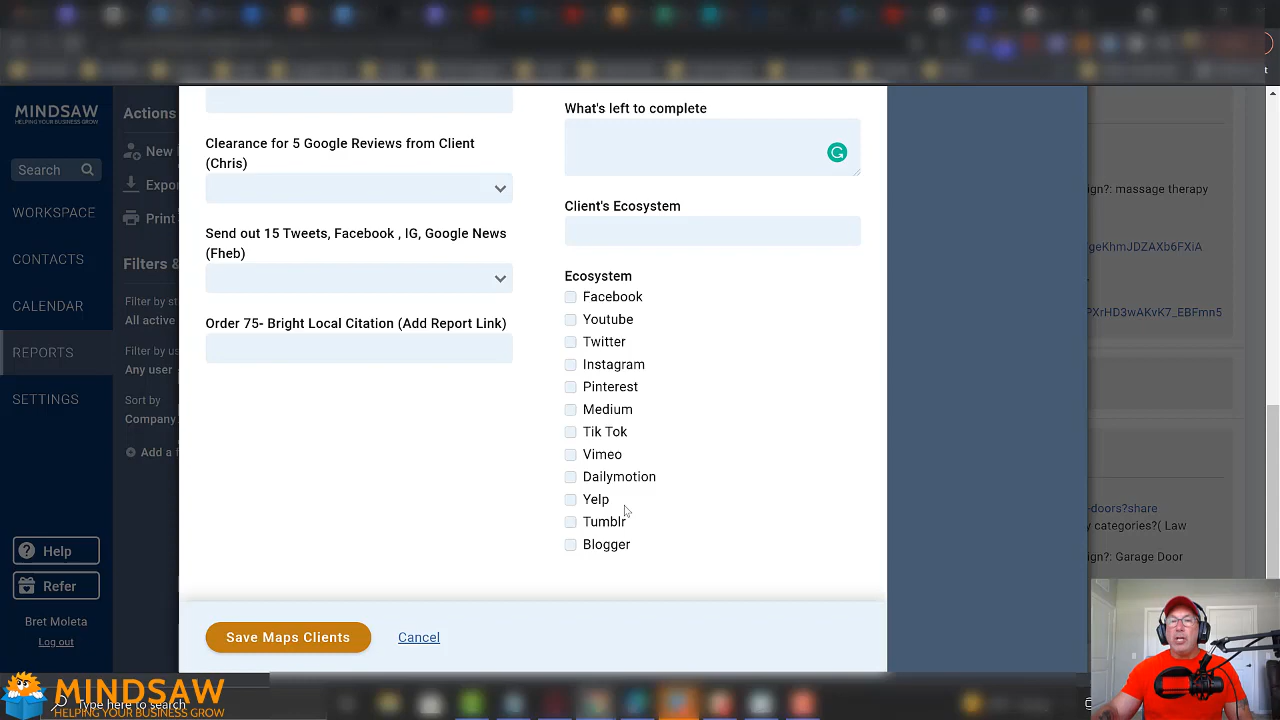 MINDSAW
HELPING YOUR BUSINESS GROW
Search
WORKSPACE
CONTACTS
CALENDAR
REPORTS
SETTINGS
Help
Refer
Bret Moleta
Log out
Actions
New
Expor
Print
Filters &
Filter by st
All active
Filter by us
Any user
Sort by
Company
Add a f
Clearance for 5 Google Reviews from Client
(Chris)
Send out 15 Tweets, Facebook , IG, Google News
(Fheb)
Order 75- Bright Local Citation (Add Report Link)
What's left to complete
Client's Ecosystem
Ecosystem
Facebook
Youtube
Twitter
Instagram
Pinterest
Medium
Tik Tok
Vimeo
Dailymotion
Yelp
Tumblr
Blogger
Save Maps Clients
Cancel
ign?: massage therapy
geKhmJDZAXb6FXiA
PXrHD3wAKvK7_EBFmn5
-doors?share
y categories?( Law
ign?: Garage Door
MINDSAW
HELPING YOUR BUSINESS GROW
Type here to search